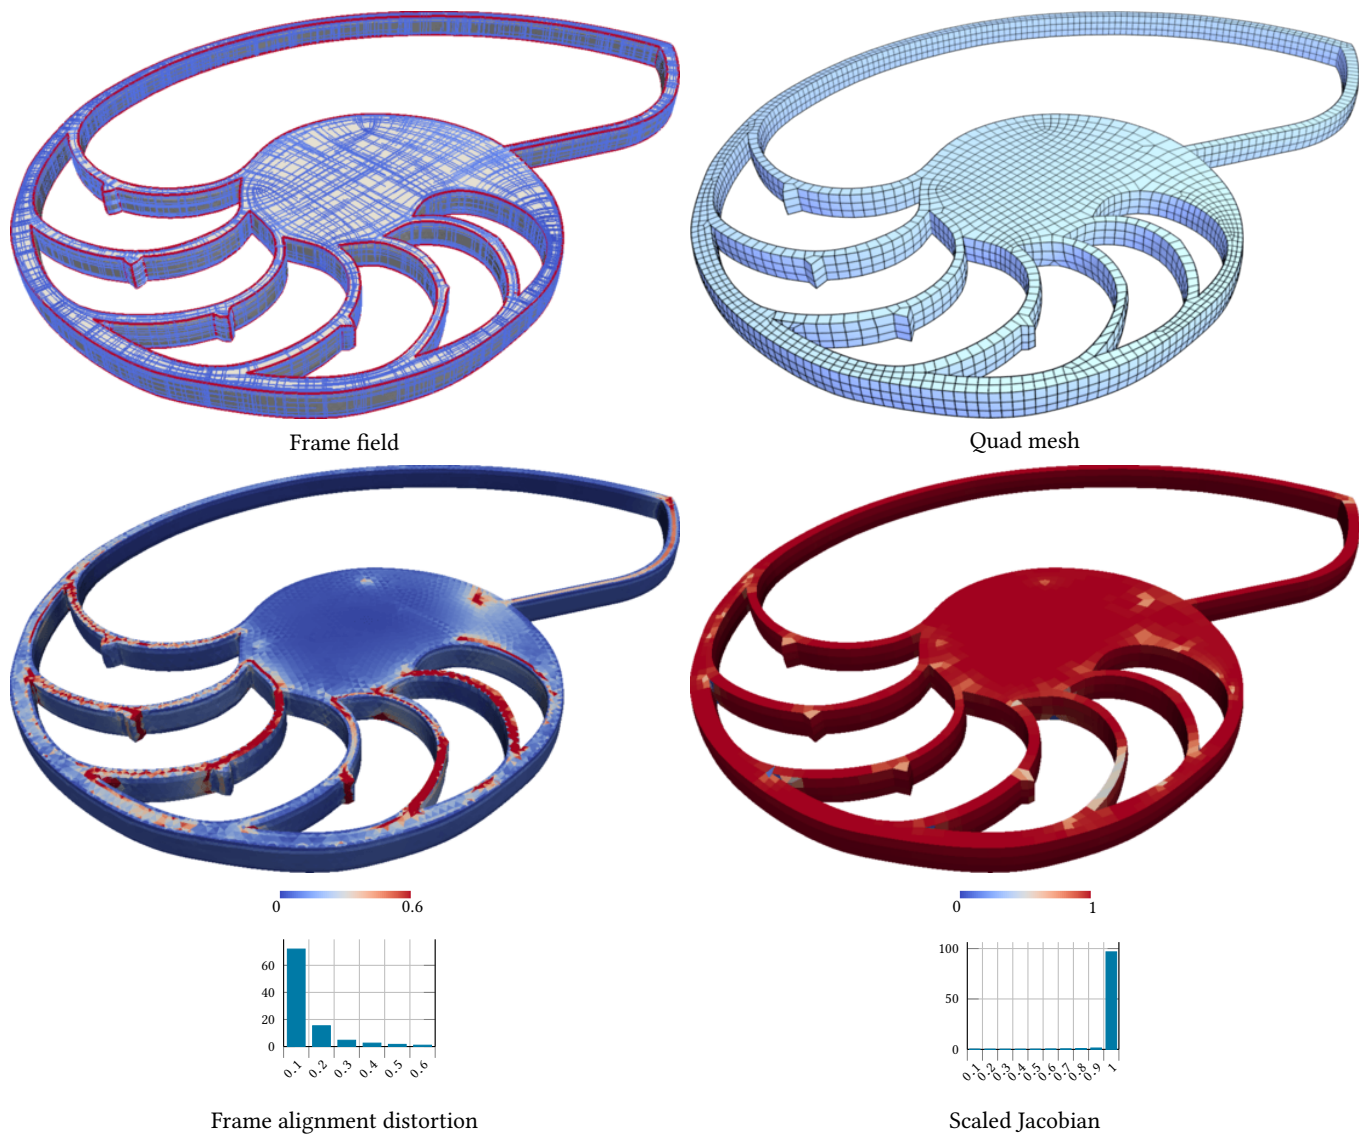 Frame field
Quad mesh
0 0.6
0 1
60
40
20
0
0.1 0.2 0.3 0.4 0.5 0.6
100
50
0
0.1 0.2 0.3 0.4 0.5 0.6 0.7 0.8 0.9 1
Frame alignment distortion
Scaled Jacobian